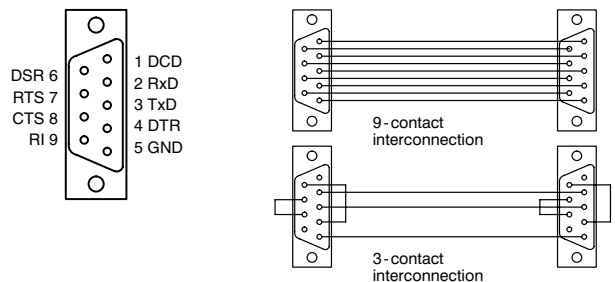 1 DCD
DSR 6
2 RxD
RTS 7
3 TxD
CTS 8
4 DTR
RI 9
5 GND
9-contact
interconnection
3-contact
interconnection